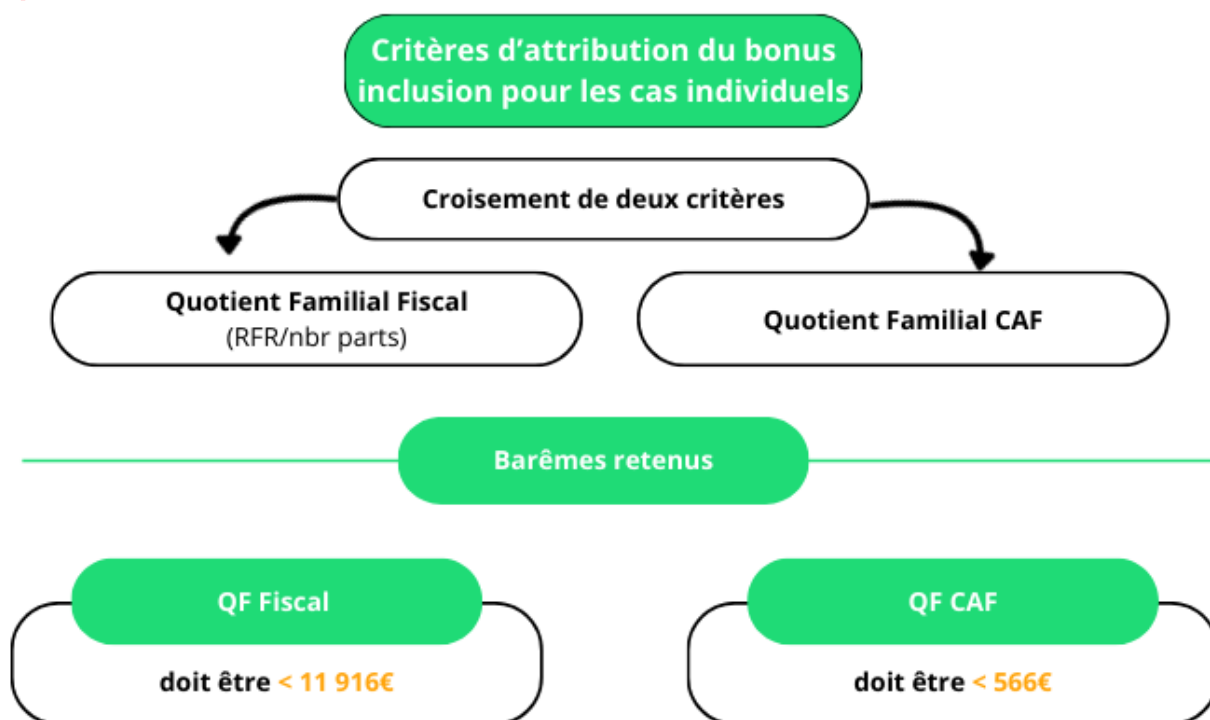 Critères d’attribution du bonus
inclusion pour les cas individuels
Croisement de deux critères
Quotient Familial Fiscal
(RFR/nbr parts)
Quotient Familial CAF
Barêmes retenus
QF Fiscal
doit être < 11 916€
QF CAF
doit être < 566€